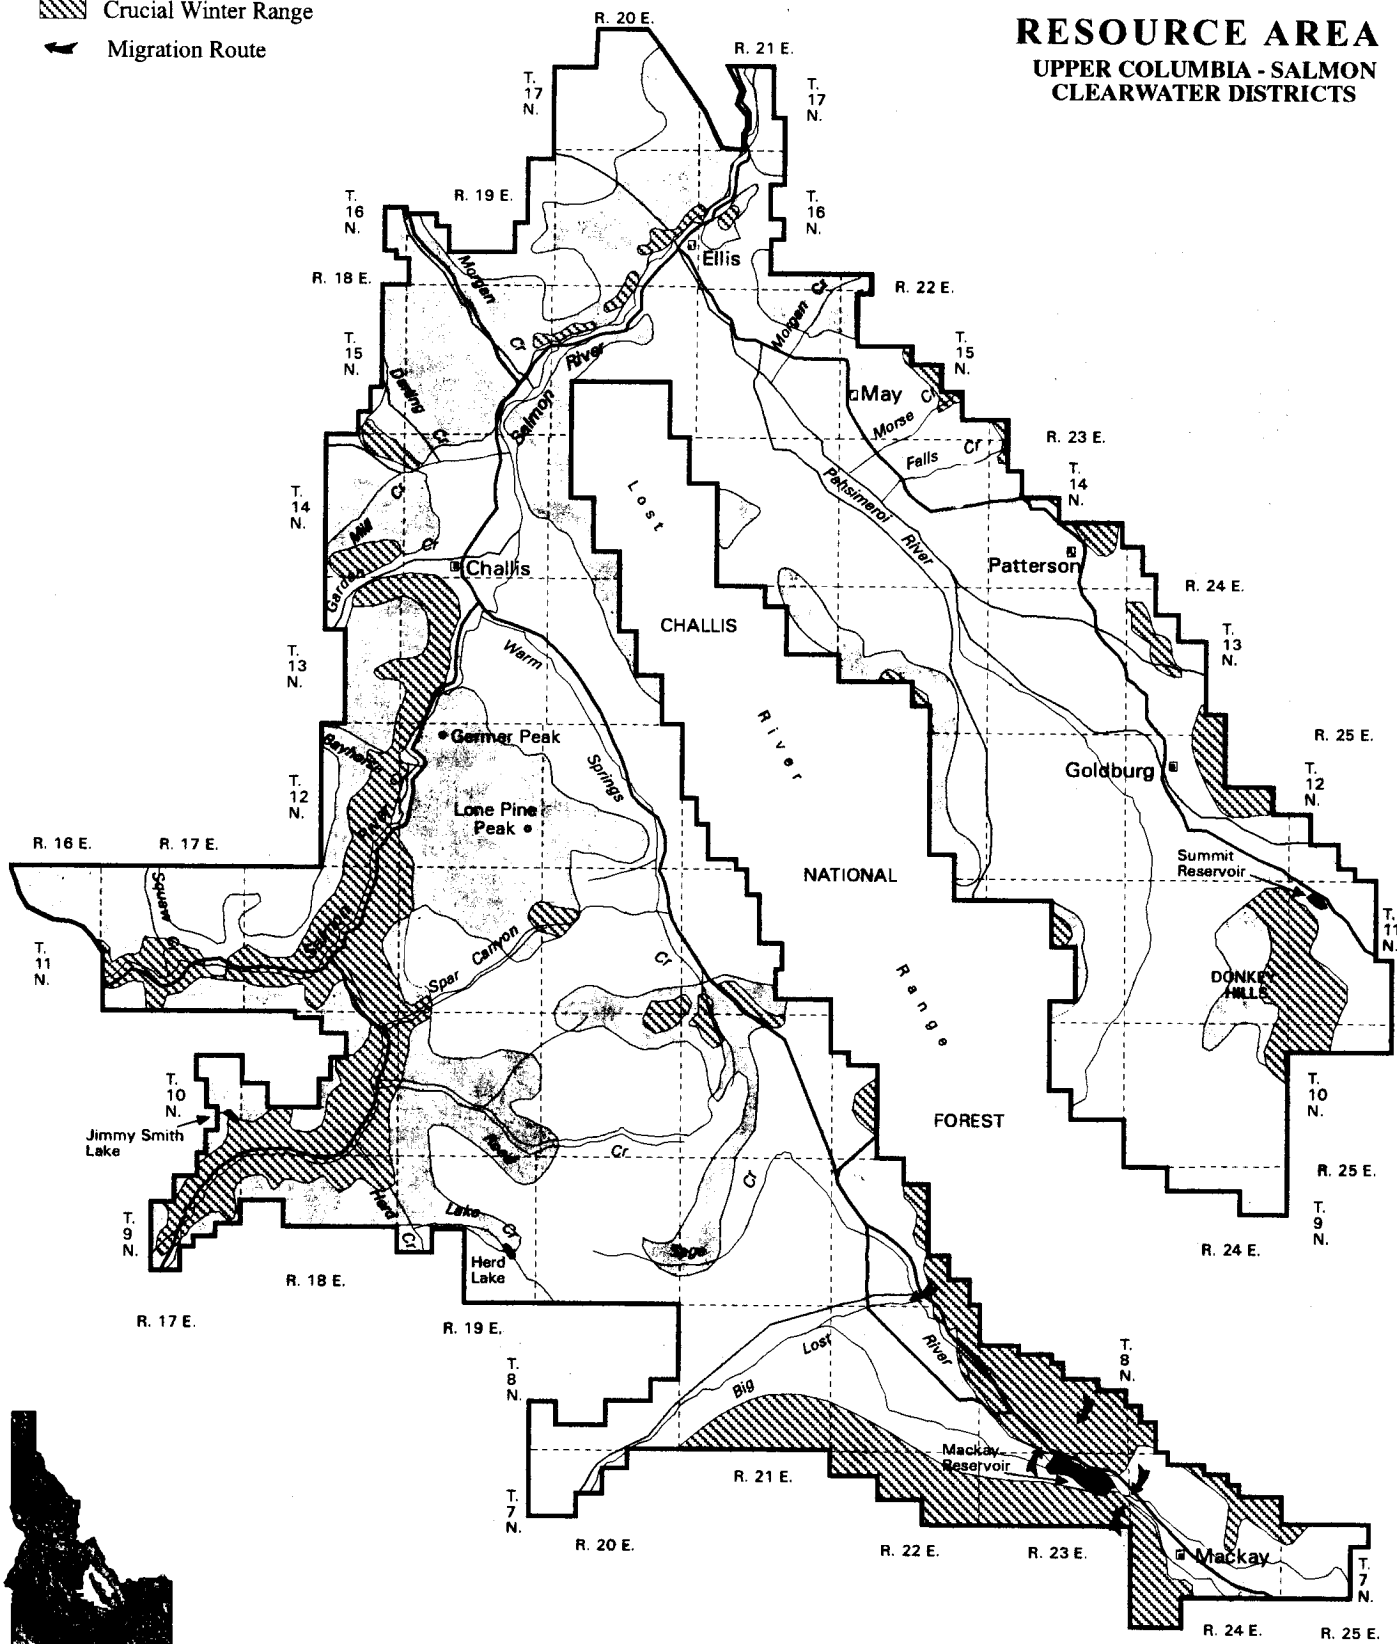 Crucial Winter Range
Migration Route
RESOURCE AREA
UPPER COLUMBIA - SALMON
CLEARWATER DISTRICTS
R. 20 E.
R. 21 E.
T.
17
N.
T.
17
N.
T.
16
N.
R. 19 E.
T.
16
N.
R. 18 E.
Morgan
Cr
Ellis
Morgan Cr
R. 22 E.
T.
15
N.
T.
15
N.
River
Salmon
Cr
May
Morse Cr
Falls Cr
R. 23 E.
T.
14
N.
T.
14
N.
Lost
Pahsimeroi
River
Mill
Cr
Garden
Cr
Challis
Patterson
R. 24 E.
CHALLIS
T.
13
N.
T.
13
N.
Warm
River
R. 25 E.
Germer Peak
Bayhorse
Springs
Goldburg
T.
12
N.
T.
12
N.
Lone Pine
Peak
R. 16 E.
R. 17 E.
River
NATIONAL
Summit
Reservoir
Squaw
Cr
Salmon
T.
11
N.
T.
11
N.
Spar Canyon
Cr
Range
DONKEY
HILLS
T.
10
N.
T.
10
N.
Jimmy Smith
Lake
FOREST
Road
Cr
Cr
R. 25 E.
Herd
Cr
Lake
Cr
Sage
T.
9
N.
T.
9
N.
R. 24 E.
Herd
Lake
R. 18 E.
R. 17 E.
R. 19 E.
T.
8
N.
T.
8
N.
Big
Lost
River
Mackay
Reservoir
R. 21 E.
T.
7
N.
R. 20 E.
R. 22 E.
R. 23 E.
Mackay
T.
7
N.
R. 24 E.
R. 25 E.